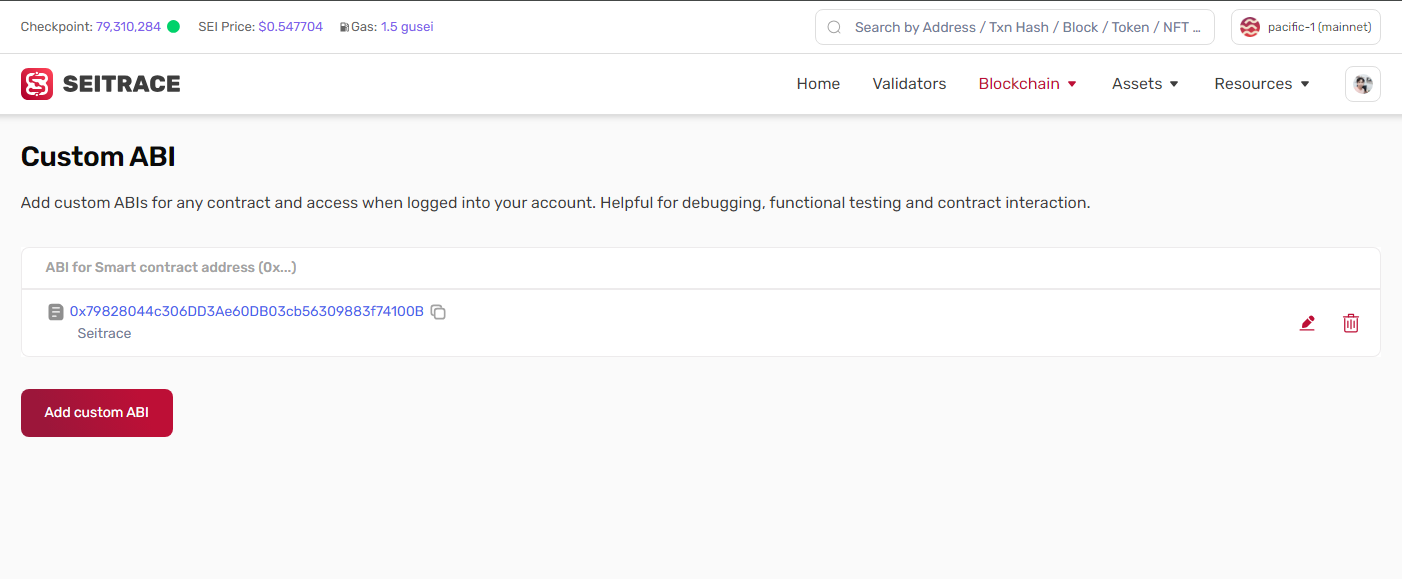 Checkpoint: 79,310,284 SEI Price: $0.547704 Gas: 1.5 gusei Search by Address / Txn Hash / Block / Token / NFT ... pacific-1 (mainnet)
SEITRACE Home Validators Blockchain Assets Resources
Custom ABI
Add custom ABIs for any contract and access when logged into your account. Helpful for debugging, functional testing and contract interaction.
ABI for Smart contract address (0x...)
0x79828044c306DD3Ae60DB03cb56309883f74100B
Seitrace
Add custom ABI